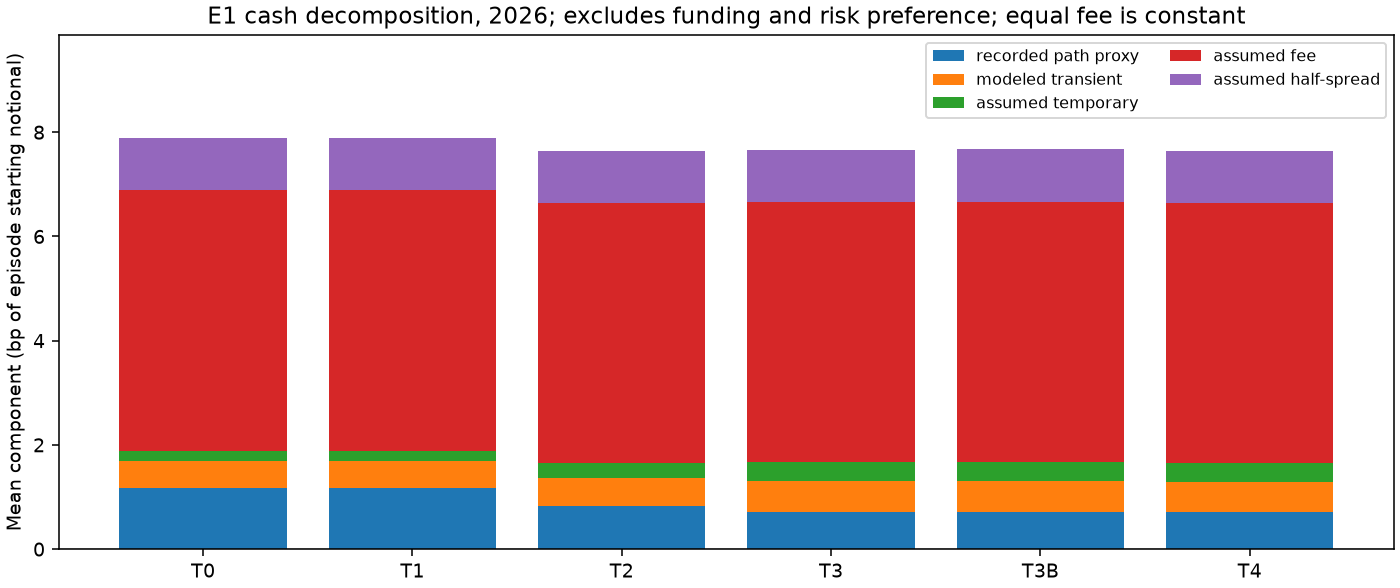 E1 cash decomposition, 2026; excludes funding and risk preference; equal fee is constant
Mean component (bp of episode starting notional)
recorded path proxy
modeled transient
assumed temporary
assumed fee
assumed half-spread
8
6
4
2
0
T0 T1 T2 T3 T3B T4